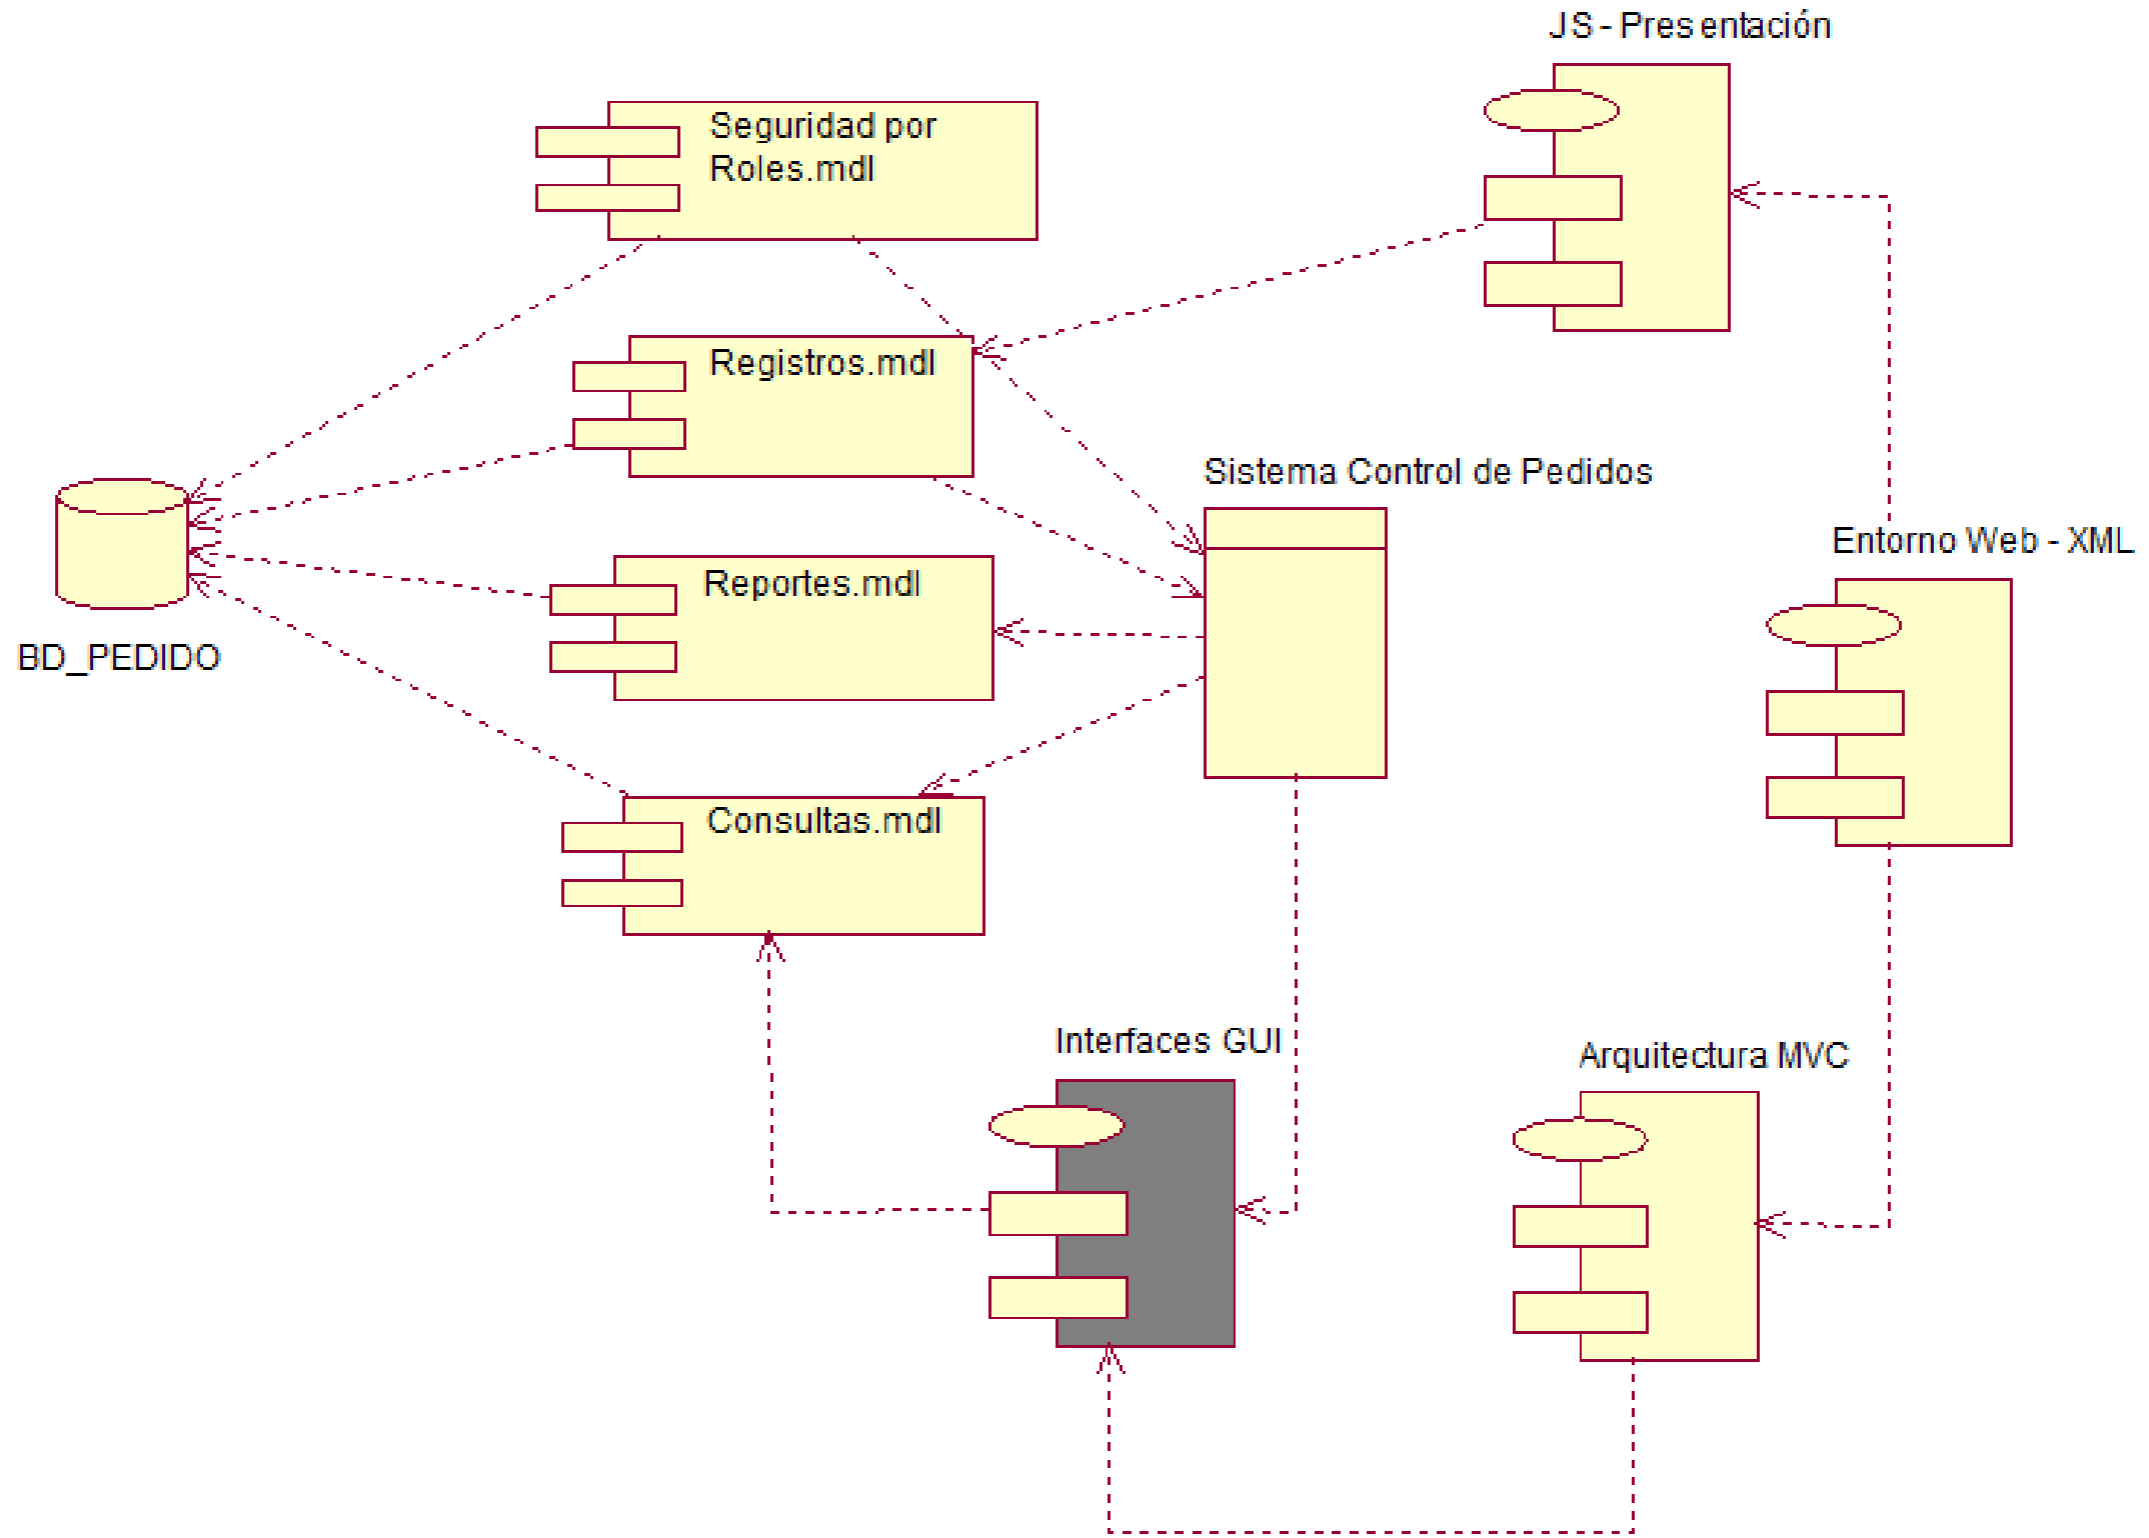 JS - Presentación
Seguridad por
Roles.mdl
Registros.mdl
Sistema Control de Pedidos
Entorno Web - XML
Reportes.mdl
BD_PEDIDO
Consultas.mdl
Interfaces GUI
Arquitectura MVC